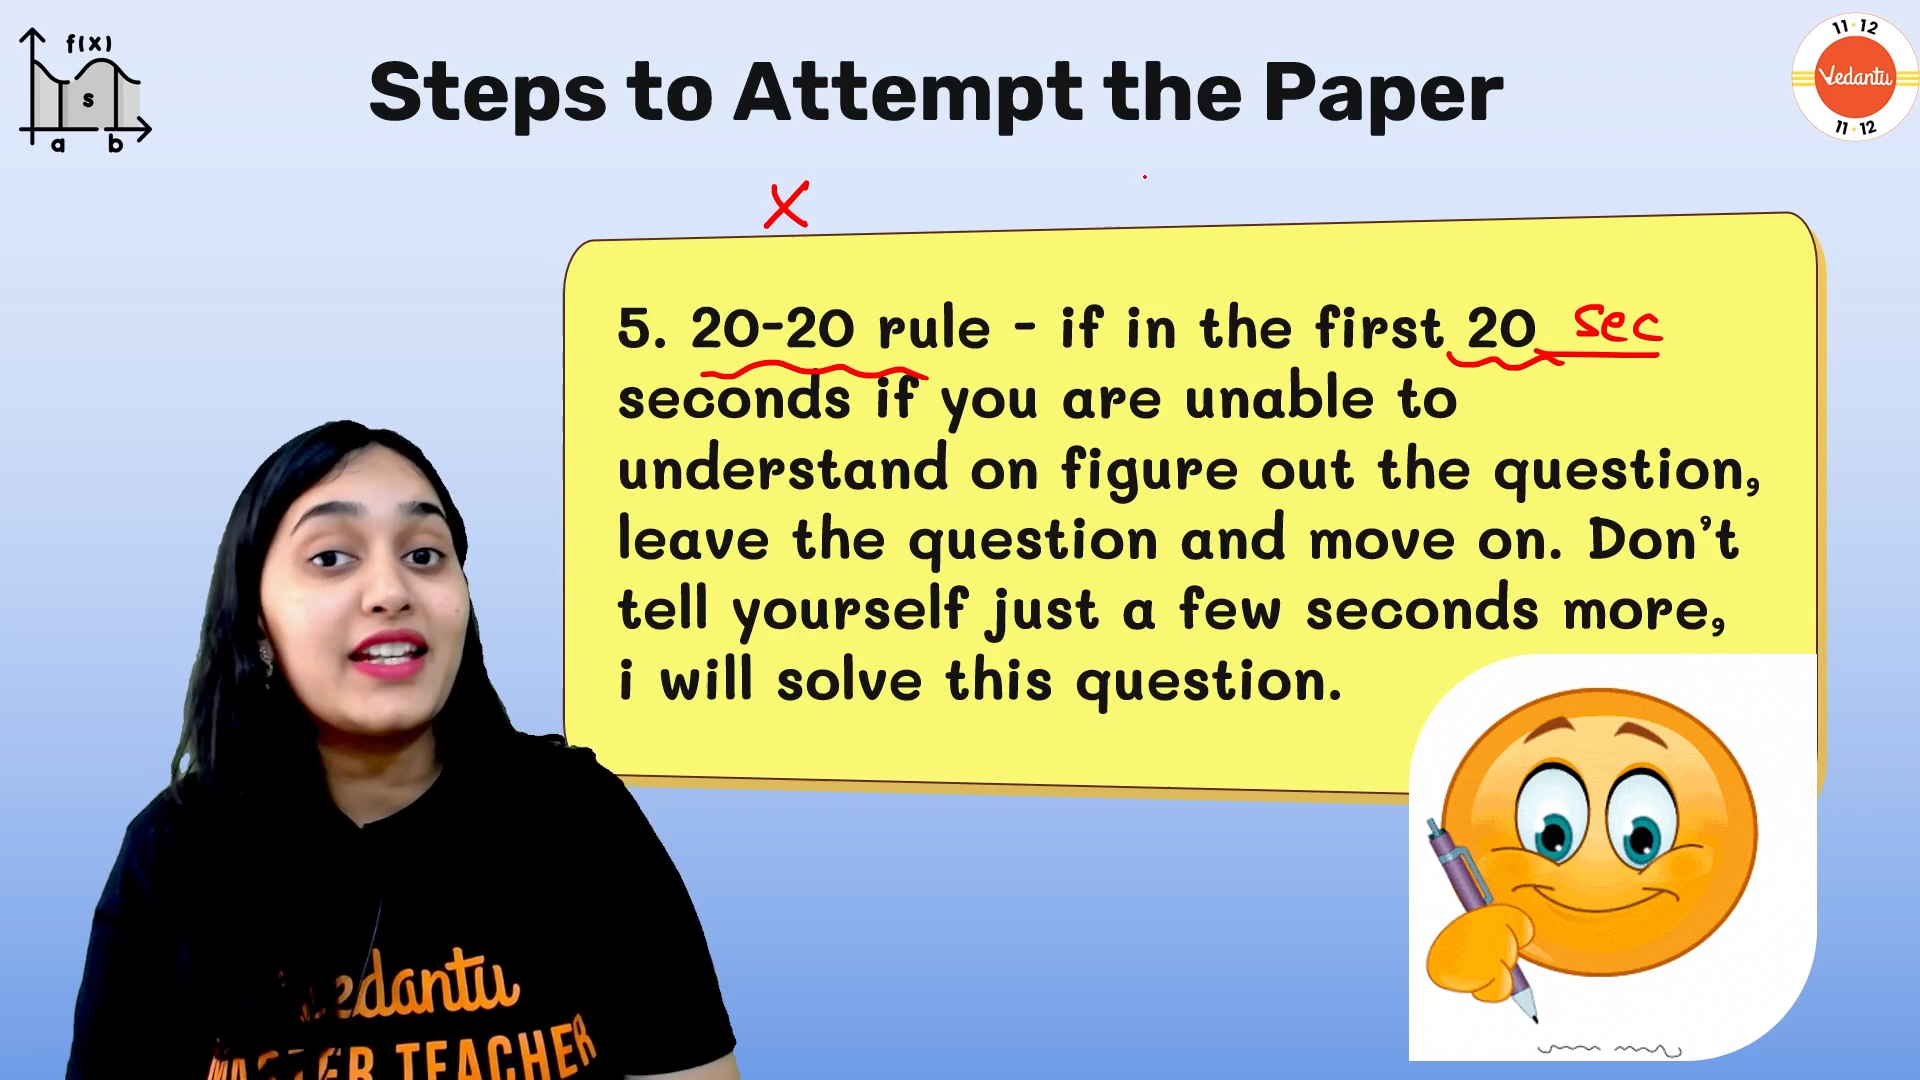 f(x)
s
a b
Steps to Attempt the Paper
11·12
Vedantu
11·12
x
5. 20-20 rule - if in the first 20 sec
seconds if you are unable to
understand on figure out the question,
leave the question and move on. Don't
tell yourself just a few seconds more,
i will solve this question.
Vedantu
MASTER TEACHER